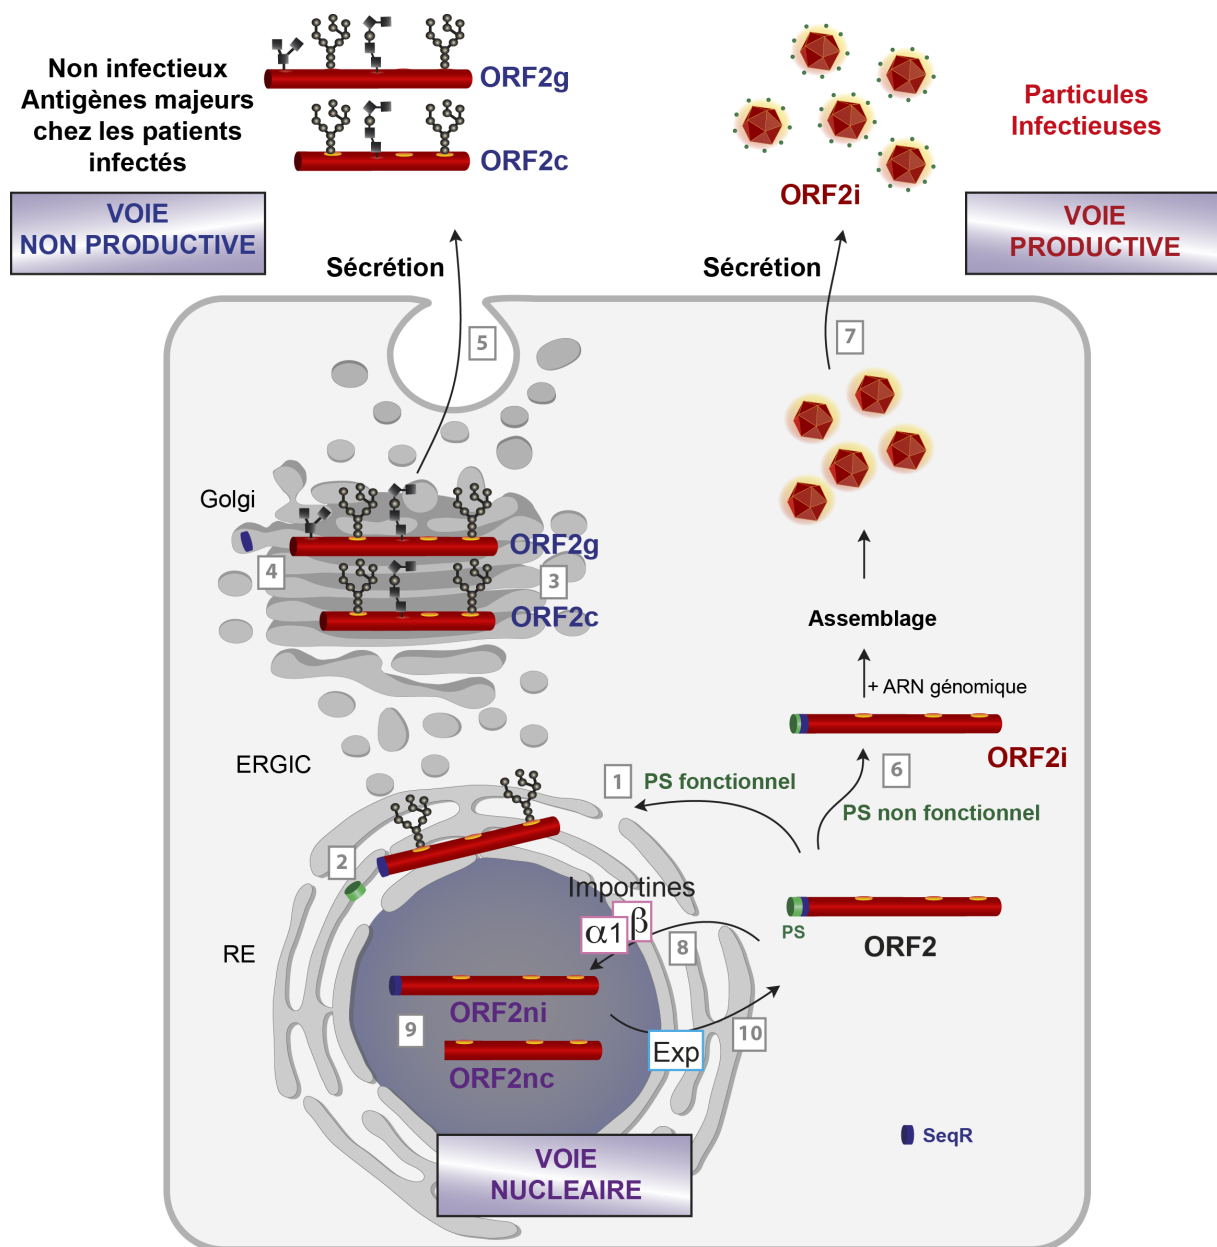 Non infectieux
Antigènes majeurs
chez les patients
infectés
ORF2g
ORF2c
VOIE
NON PRODUCTIVE
Particules
Infectieuses
ORF2i
VOIE
PRODUCTIVE
Sécrétion
Sécrétion
5
7
Golgi
ORF2g
4
3
ORF2c
Assemblage
+ ARN génomique
ORF2i
ERGIC
1
PS fonctionnel
6
PS non fonctionnel
2
Importines
α1
β
8
PS
ORF2
RE
ORF2ni
9
ORF2nc
Exp
10
SeqR
VOIE
NUCLEAIRE